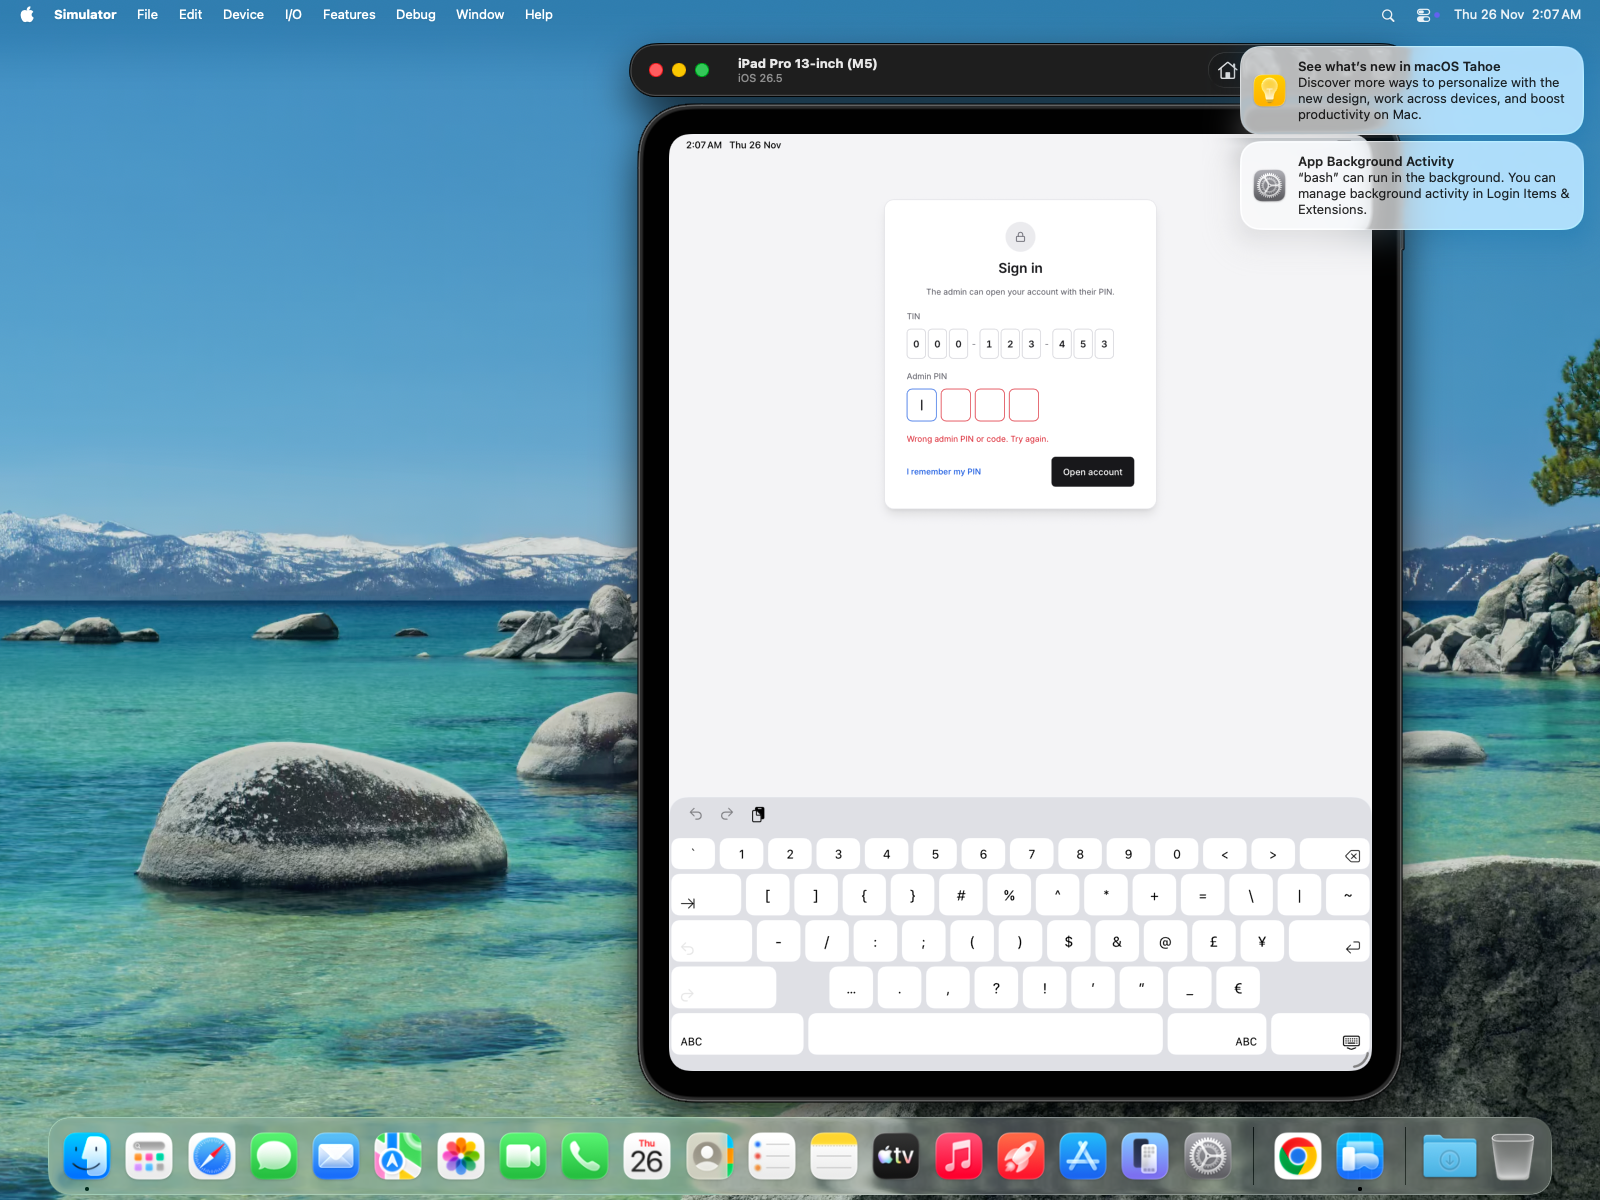 Simulator File Edit Device I/O Features Debug Window Help
Thu 26 Nov 2:07 AM
iPad Pro 13-inch (M5)
iOS 26.5
See what's new in macOS Tahoe
Discover more ways to personalize with the
new design, work across devices, and boost
productivity on Mac.
App Background Activity
“bash” can run in the background. You can
manage background activity in Login Items &
Extensions.
2:07 AM Thu 26 Nov
Sign in
The admin can open your account with their PIN.
TIN
0 0 0 - 1 2 3 - 4 5 3
Admin PIN
Wrong admin PIN or code. Try again.
I remember my PIN
Open account
` 1 2 3 4 5 6 7 8 9 0 < >
[ ] { } # % ^ * + = \ | ~
- / : ; ( ) $ & @ £ ¥
... . , ? ! ' " _ €
ABC ABC
Thu
26
tv